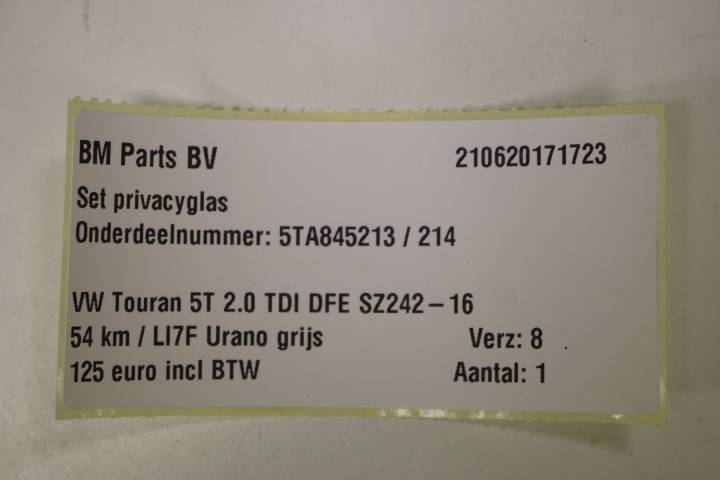 BM Parts BV 210620171723
Set privacyglas
Onderdeelnummer: 5TA845213 / 214
VW Touran 5T 2.0 TDI DFE SZ242-16
54 km / LI7F Urano grijs Verz: 8
125 euro incl BTW Aantal: 1